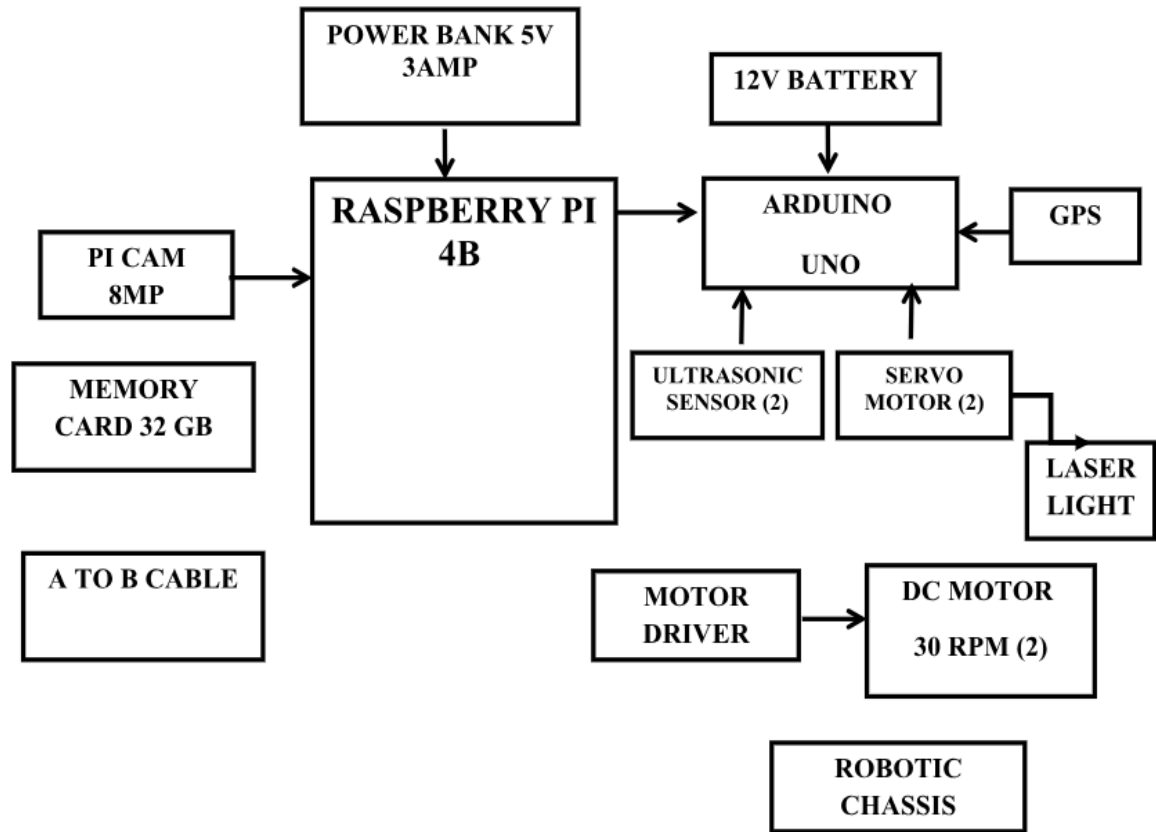 POWER BANK 5V
3AMP
12V BATTERY
RASPBERRY PI
4B
ARDUINO
UNO
GPS
PI CAM
8MP
MEMORY
CARD 32 GB
ULTRASONIC
SENSOR (2)
SERVO
MOTOR (2)
LASER
LIGHT
A TO B CABLE
MOTOR
DRIVER
DC MOTOR
30 RPM (2)
ROBOTIC
CHASSIS